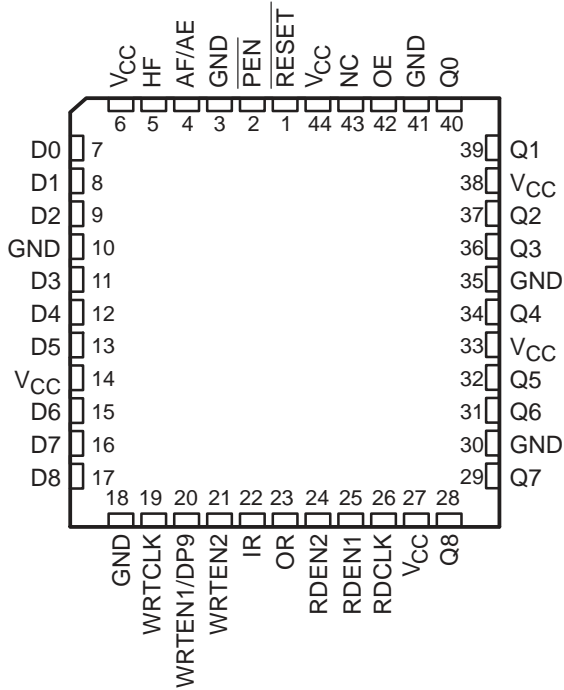 VCC HF AF/AE GND PEN RESET VCC NC OE GND Q0
6 5 4 3 2 1 44 43 42 41 40
D0 7 39 Q1
D1 8 38 VCC
D2 9 37 Q2
GND 10 36 Q3
D3 11 35 GND
D4 12 34 Q4
D5 13 33 VCC
VCC 14 32 Q5
D6 15 31 Q6
D7 16 30 GND
D8 17 29 Q7
18 19 20 21 22 23 24 25 26 27 28
GND WRTCLK WRTEN1/DP9 WRTEN2 IR OR RDEN2 RDEN1 RDCLK VCC Q8